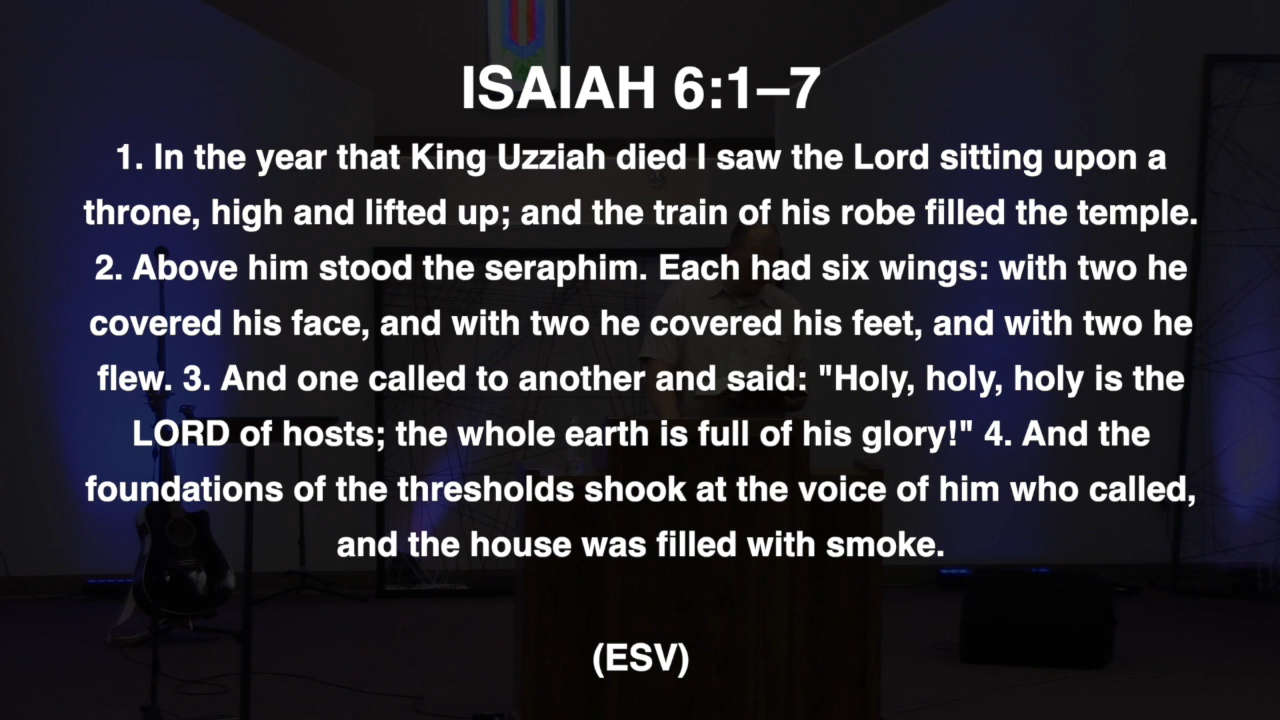 ISAIAH 6:1–7
1. In the year that King Uzziah died I saw the Lord sitting upon a
throne, high and lifted up; and the train of his robe filled the temple.
2. Above him stood the seraphim. Each had six wings: with two he
covered his face, and with two he covered his feet, and with two he
flew. 3. And one called to another and said: "Holy, holy, holy is the
LORD of hosts; the whole earth is full of his glory!" 4. And the
foundations of the thresholds shook at the voice of him who called,
and the house was filled with smoke.
(ESV)